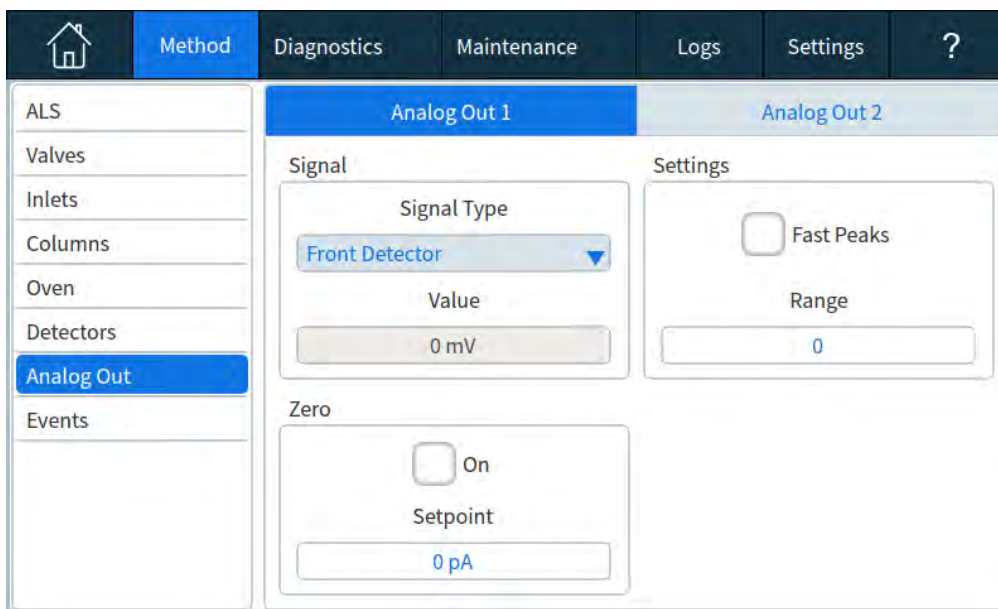 Method Diagnostics Maintenance Logs Settings ?
ALS
Valves
Inlets
Columns
Oven
Detectors
Analog Out
Events
Analog Out 1 Analog Out 2
Signal
Signal Type
Front Detector
Value
0 mV
Settings
Fast Peaks
Range
0
Zero
On
Setpoint
0 pA